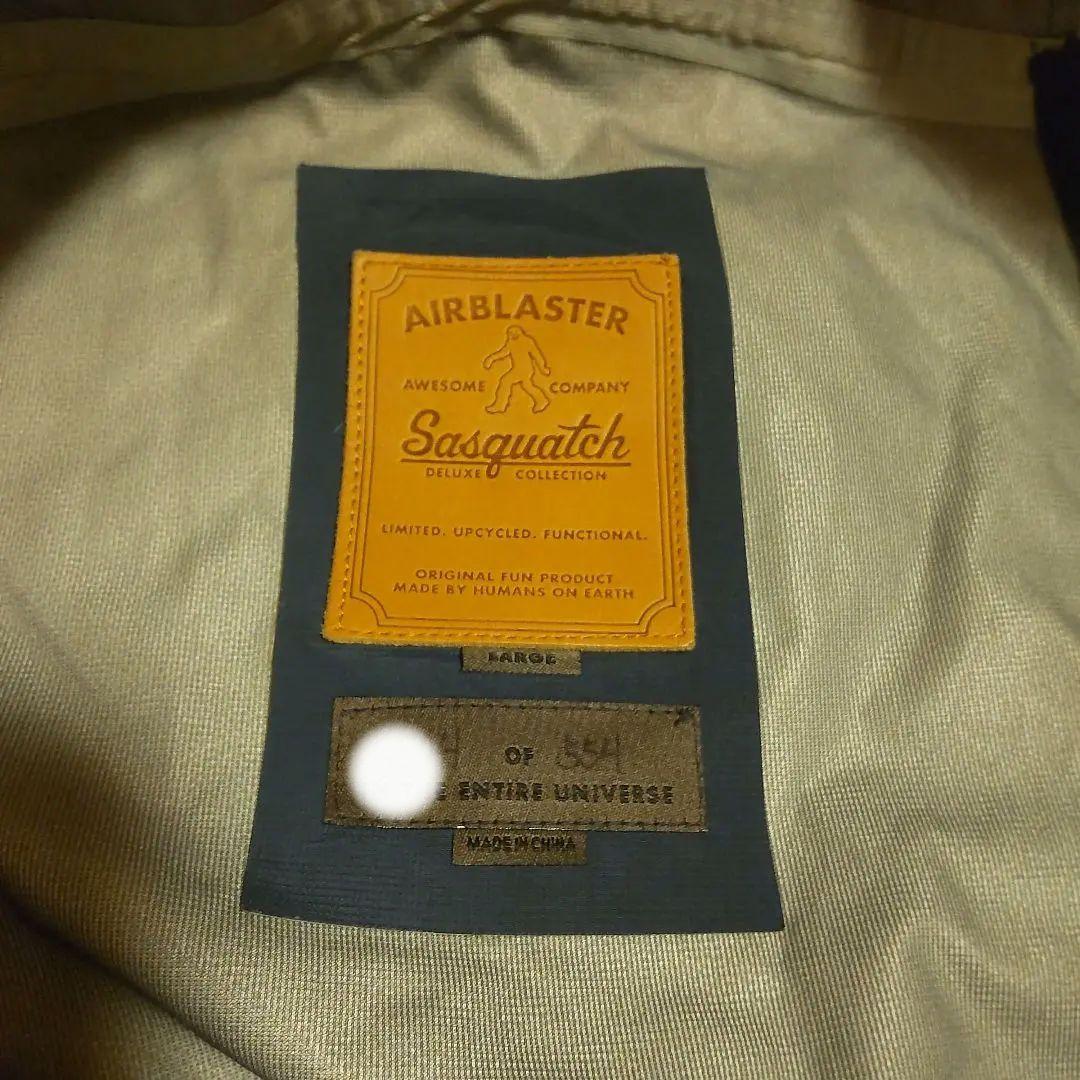 AIRBLASTER
AWESOME COMPANY
Sasquatch
DELUXE COLLECTION
LIMITED. UPCYCLED. FUNCTIONAL.
ORIGINAL FUN PRODUCT
MADE BY HUMANS ON EARTH
LARGE
OF 554
ENTIRE UNIVERSE
MADE IN CHINA